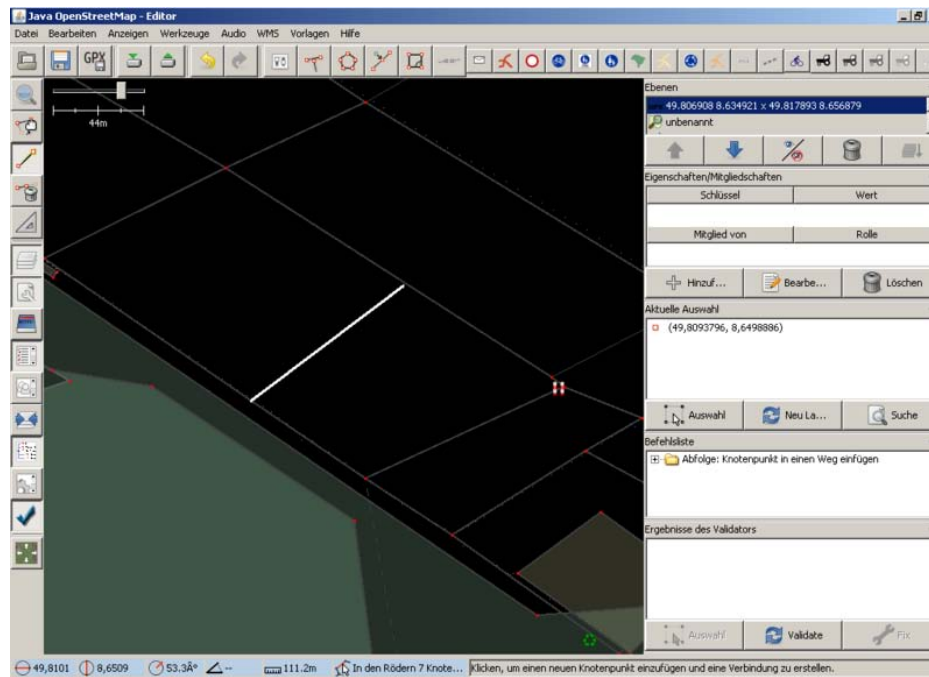 Java OpenStreetMap - Editor
Datei Bearbeiten Anzeigen Werkzeuge Audio WMS Vorlagen Hilfe
GPX
44m
Ebenen
49.806908 8.634921 x 49.817893 8.656879
unbenannt
Eigenschaften/Mitgliedschaften
Schlüssel Wert
Mitglied von Rolle
Hinzuf... Bearbe... Löschen
Aktuelle Auswahl
(49,8093796, 8,6498886)
Auswahl Neu La... Suche
Befehlsliste
Abfolge: Knotenpunkt in einen Weg einfügen
Ergebnisse des Validators
Auswahl Validate Fix
49,8101 8,6509 53.3Â° -- 111.2m In den Rödern 7 Knote... Klicken, um einen neuen Knotenpunkt einzufügen und eine Verbindung zu erstellen.